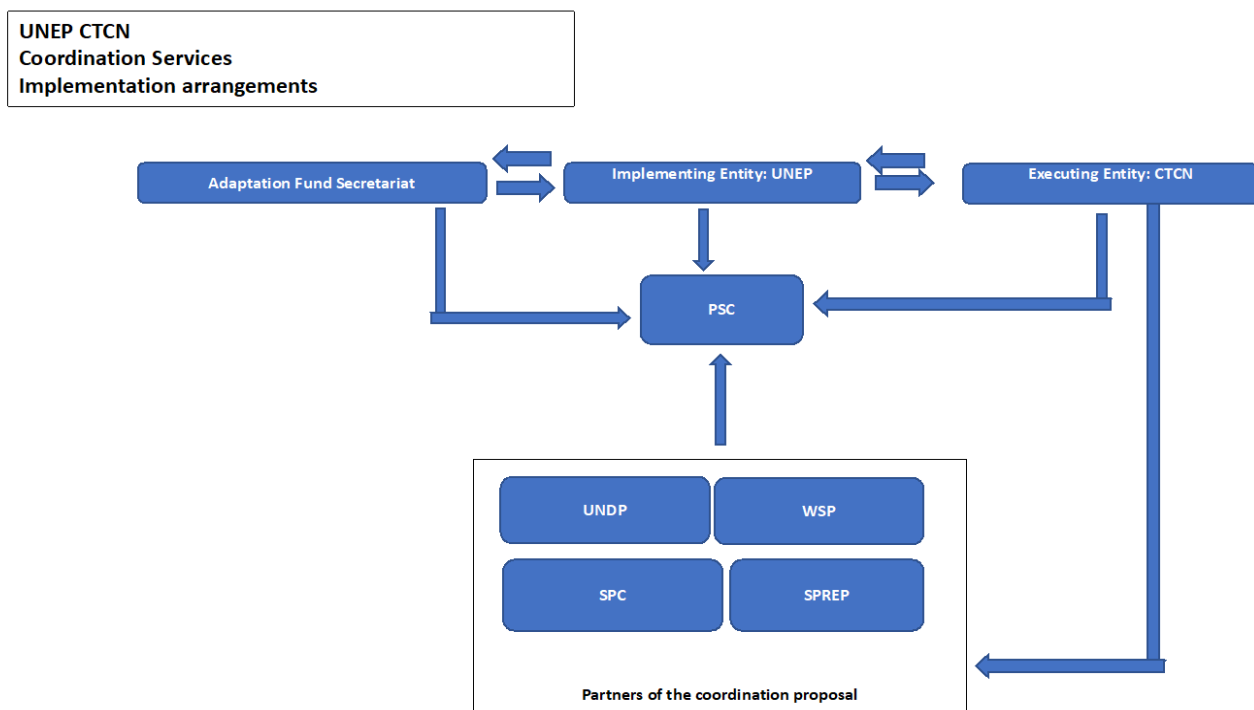 UNEP CTCN
Coordination Services
Implementation arrangements
Adaptation Fund Secretariat
Implementing Entity: UNEP
Executing Entity: CTCN
PSC
UNDP
WSP
SPC
SPREP
Partners of the coordination proposal